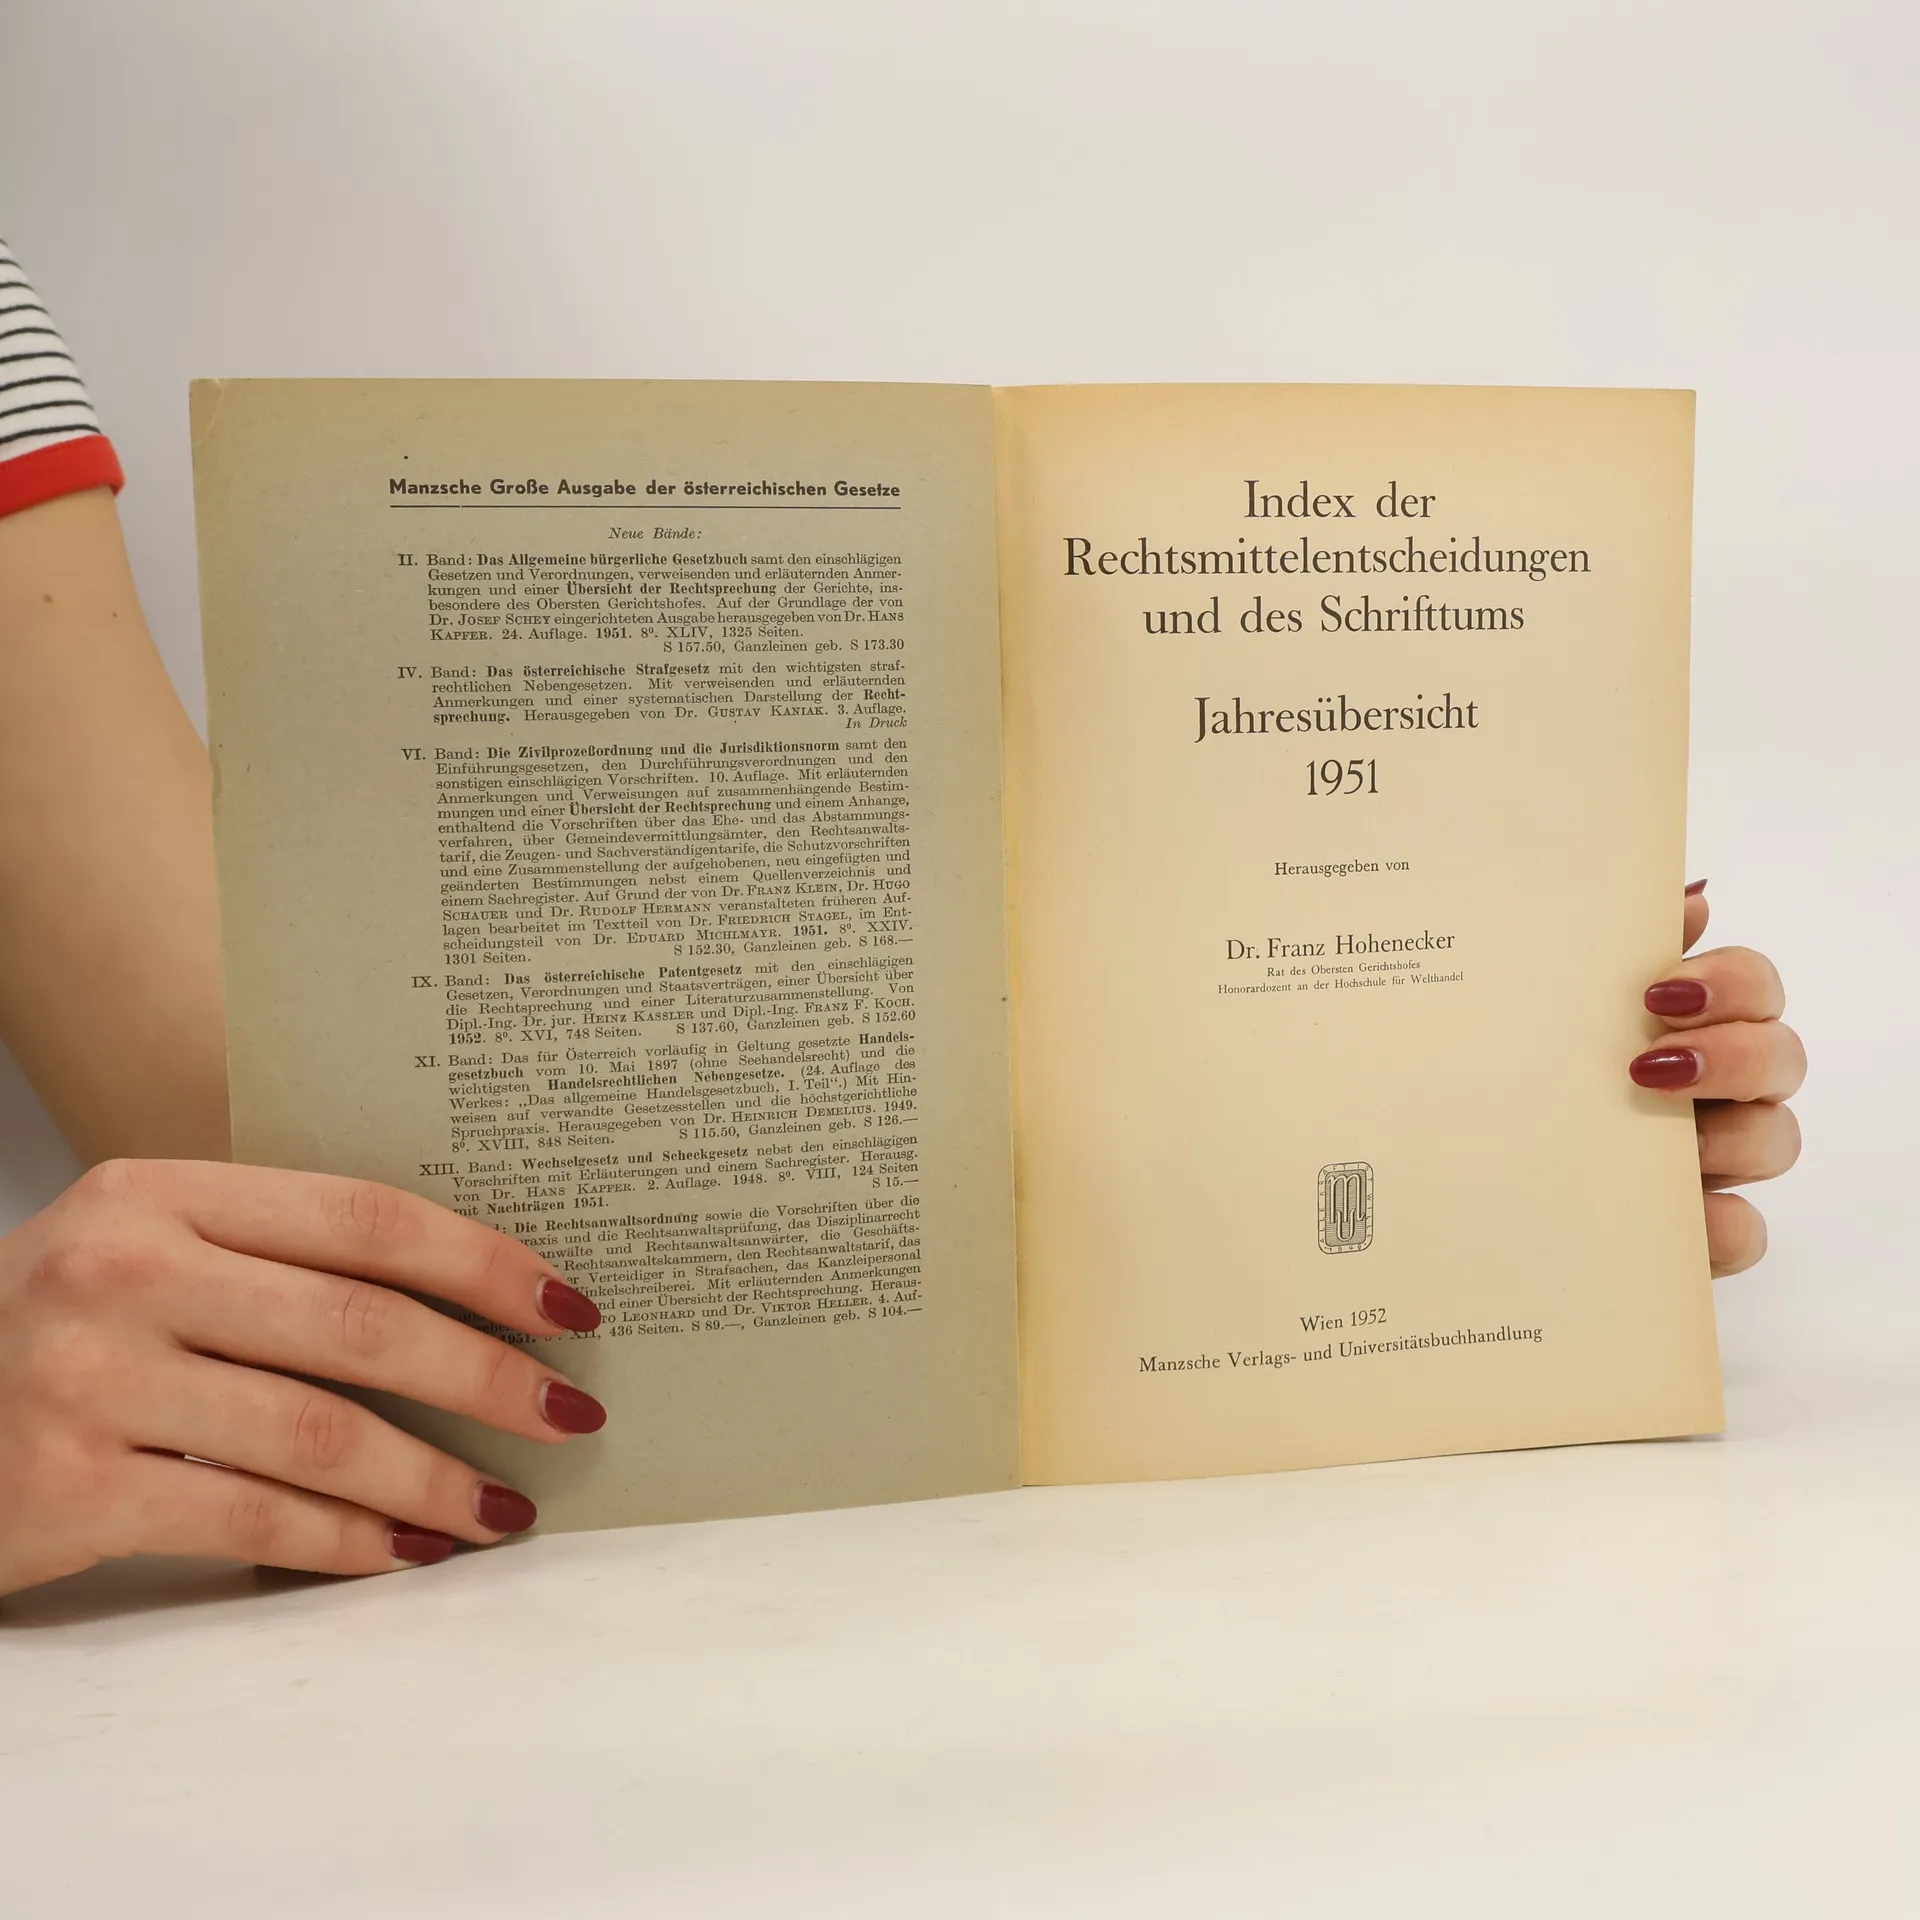 Manzsche Große Ausgabe der österreichischen Gesetze
Neue Bände:
II. Band: Das Allgemeine bürgerliche Gesetzbuch samt den einschlägigen
Gesetzen und Verordnungen, verweisenden und erläuternden Anmer-
kungen und einer Übersicht der Rechtsprechung der Gerichte, ins-
besondere des Obersten Gerichtshofes. Auf der Grundlage der von
Dr. JOSEF SCHEY eingerichteten Ausgabe herausgegeben von Dr. HANS
KAPFER. 24. Auflage. 1951. 8⁰. XLIV, 1325 Seiten.
S 157.50, Ganzleinen geb. S 173.30
IV. Band: Das österreichische Strafgesetz mit den wichtigsten straf-
rechtlichen Nebengesetzen. Mit verweisenden und erläuternden
Anmerkungen und einer systematischen Darstellung der Recht-
sprechung. Herausgegeben von Dr. GUSTAV KANIAK. 3. Auflage.
In Druck
VI. Band: Die Zivilprozeßordnung und die Jurisdiktionsnorm samt den
Einführungsgesetzen, den Durchführungsverordnungen und den
sonstigen einschlägigen Vorschriften. 10. Auflage. Mit erläuternden
Anmerkungen und Verweisungen auf zusammenhängende Bestim-
mungen und einer Übersicht der Rechtsprechung und einem Anhange,
enthaltend die Vorschriften über das Ehe- und das Abstammungs-
verfahren, über Gemeindevermittlungsämter, den Rechtsanwalts-
tarif, die Zeugen- und Sachverständigentarife, die Schutzvorschriften
und eine Zusammenstellung der aufgehobenen, neu eingefügten und
geänderten Bestimmungen nebst einem Quellenverzeichnis und
einem Sachregister. Auf Grund der von Dr. FRANZ KLEIN, Dr. HUGO
SCHAUER und Dr. RUDOLF HERMANN veranstalteten früheren Auf-
lagen bearbeitet im Textteil von Dr. FRIEDRICH STAGEL, im Ent-
scheidungsteil von Dr. EDUARD MICHLMAYR. 1951. 8⁰. XXIV.
1301 Seiten. S 152.30, Ganzleinen geb. S 168.—
IX. Band: Das österreichische Patentgesetz mit den einschlägigen
Gesetzen, Verordnungen und Staatsverträgen, einer Übersicht über
die Rechtsprechung und einer Literaturzusammenstellung. Von
Dipl.-Ing. Dr. jur. HEINZ KASSLER und Dipl.-Ing. FRANZ F. KOCH.
1952. 8⁰. XVI, 748 Seiten. S 137.60, Ganzleinen geb. S 152.60
XI. Band: Das für Österreich vorläufig in Geltung gesetzte Handels-
gesetzbuch vom 10. Mai 1897 (ohne Seehandelsrecht) und die
wichtigsten Handelsrechtlichen Nebengesetze. (24. Auflage des
Werkes: „Das allgemeine Handelsgesetzbuch, I. Teil“.) Mit Hin-
weisen auf verwandte Gesetzesstellen und die höchstgerichtliche
Spruchpraxis. Herausgegeben von Dr. HEINRICH DEMELIUS. 1949.
8⁰. XVIII, 848 Seiten. S 115.50, Ganzleinen geb. S 126.—
XIII. Band: Wechselgesetz und Scheckgesetz nebst den einschlägigen
Vorschriften mit Erläuterungen und einem Sachregister. Herausg.
von Dr. HANS KAPFER. 2. Auflage. 1948. 8⁰. VIII, 124 Seiten
mit Nachträgen 1951. S 15.—
Die Rechtsanwaltsordnung sowie die Vorschriften über die
praxis und die Rechtsanwaltsprüfung, das Disziplinarrecht
anwälte und Rechtsanwaltsanwärter, die Geschäfts-
Rechtsanwaltskammern, den Rechtsanwaltstarif, das
er Verteidiger in Strafsachen, das Kanzleipersonal
Winkelschreiberei. Mit erläuternden Anmerkungen
und einer Übersicht der Rechtsprechung. Heraus-
LEONHARD und Dr. VIKTOR HELLER. 4. Auf-
1951. XII, 436 Seiten. S 89.—, Ganzleinen geb. S 104.—
Index der
Rechtsmittelentscheidungen
und des Schrifttums
Jahresübersicht
1951
Herausgegeben von
Dr. Franz Hohenecker
Rat des Obersten Gerichtshofes
Honorardozent an der Hochschule für Welthandel
Wien 1952
Manzsche Verlags- und Universitätsbuchhandlung